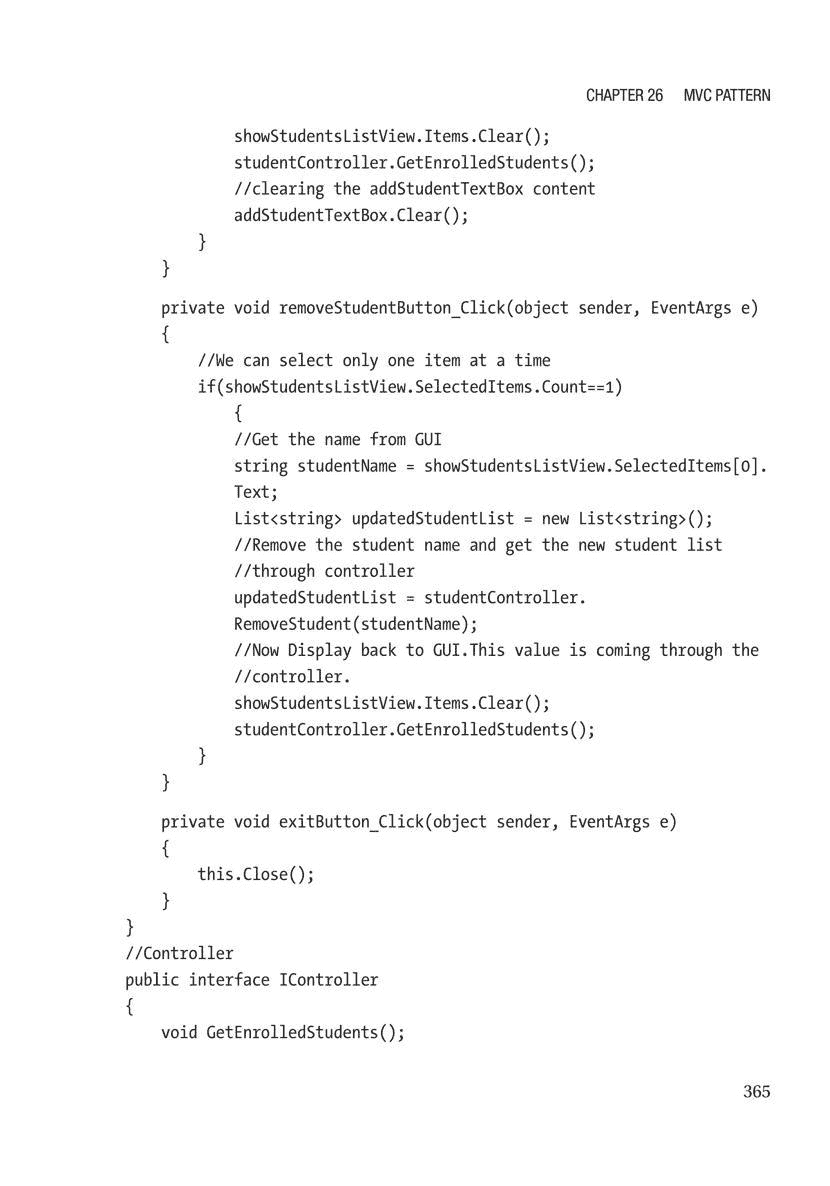 CHAPTER 26 MVC PATTERN
showStudentsListView.Items.Clear();
studentController.GetEnrolledStudents();
//clearing the addStudentTextBox content
addStudentTextBox.Clear();
}
}
private void removeStudentButton_Click(object sender, EventArgs e)
{
//We can select only one item at a time
if(showStudentsListView.SelectedItems.Count==1)
{
//Get the name from GUI
string studentName = showStudentsListView.SelectedItems[0].
Text;
List<string> updatedStudentList = new List<string>();
//Remove the student name and get the new student list
//through controller
updatedStudentList = studentController.
RemoveStudent(studentName);
//Now Display back to GUI.This value is coming through the
//controller.
showStudentsListView.Items.Clear();
studentController.GetEnrolledStudents();
}
}
private void exitButton_Click(object sender, EventArgs e)
{
this.Close();
}
}
//Controller
public interface IController
{
void GetEnrolledStudents();
365